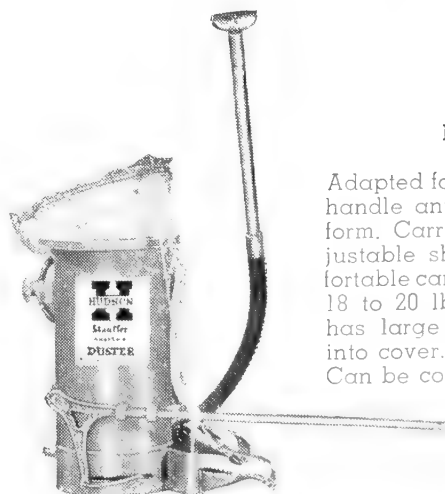 H
HUDSON
Stauffer
DUSTER
Adapted fo
handle an
form. Carr
justable sh
fortable car
18 to 20 lb
has large
into cover.
Can be co